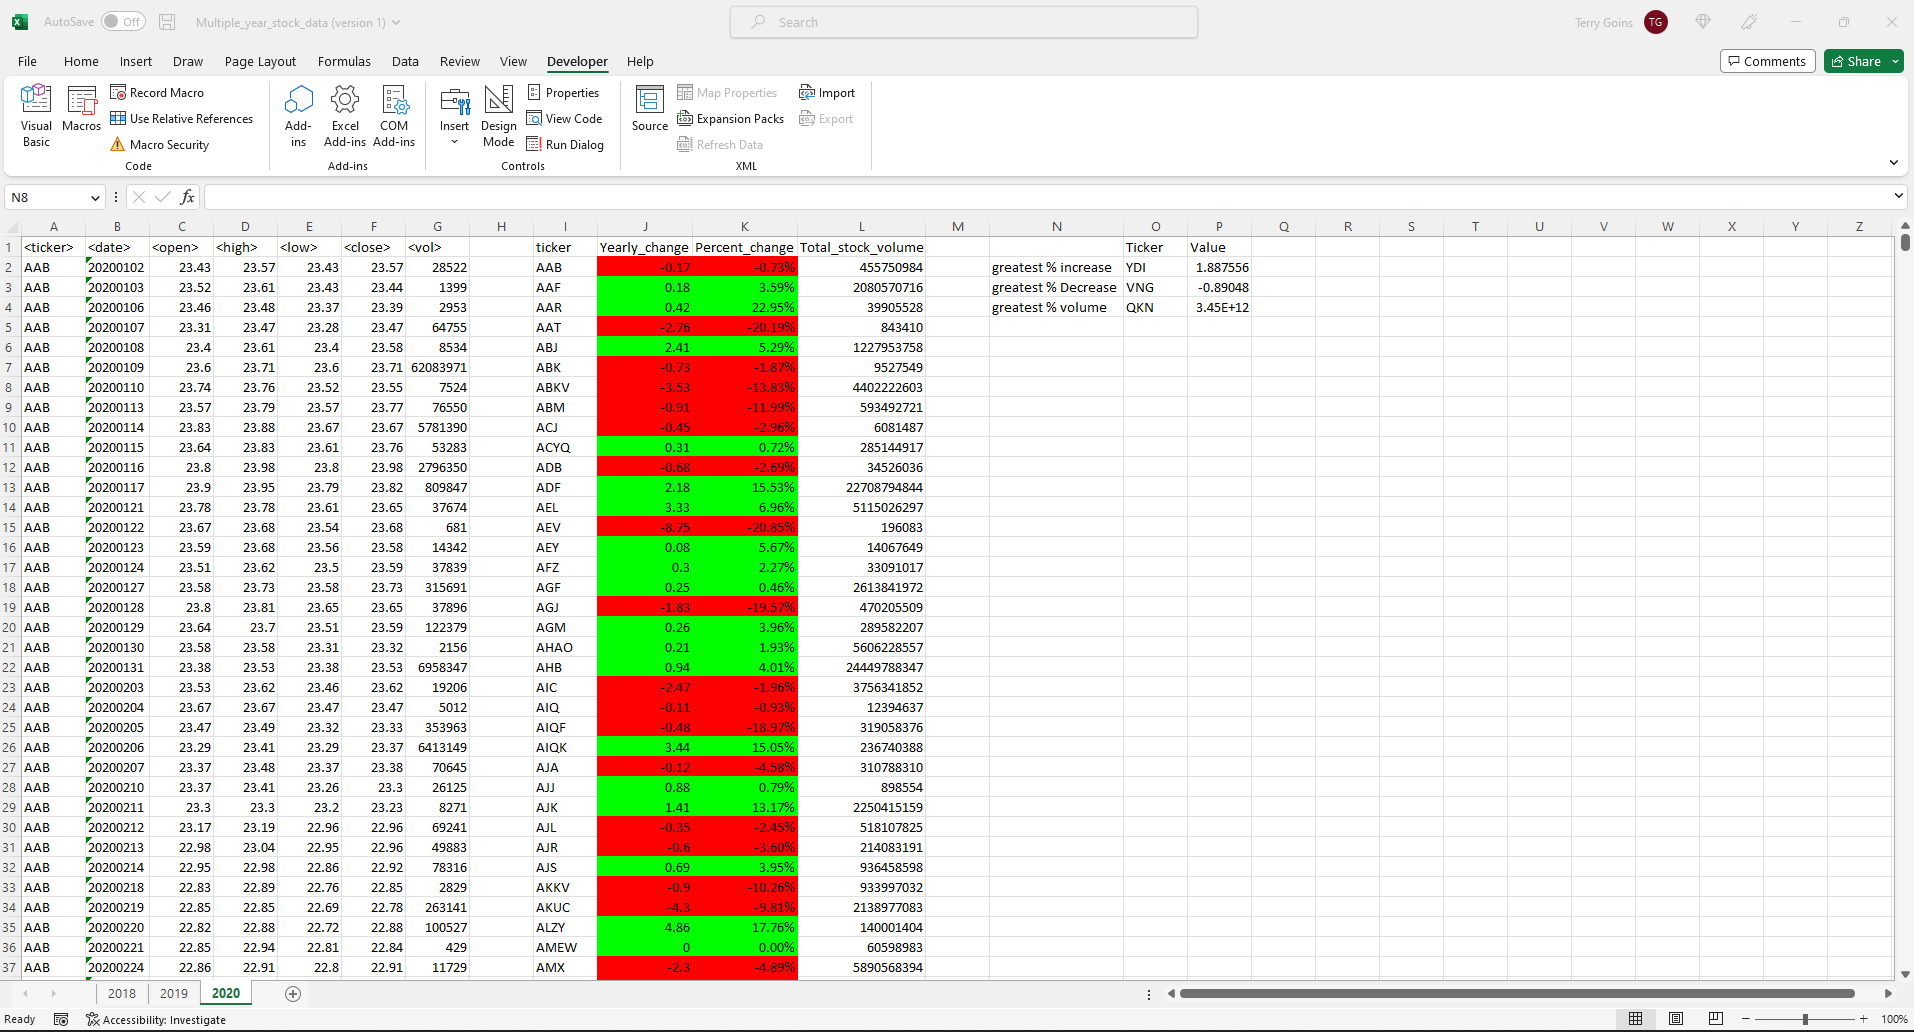 AutoSave Off Multiple_year_stock_data (version 1) Search Terry Goins TG
File Home Insert Draw Page Layout Formulas Data Review View Developer Help Comments Share
Visual Basic
Macros
Record Macro
Use Relative References
Macro Security
Code
Add-ins
Excel Add-ins
COM Add-ins
Add-ins
Insert
Design Mode
Properties
View Code
Run Dialog
Controls
Source
Map Properties
Expansion Packs
Refresh Data
Import
Export
XML
N8 fx
A B C D E F G H I J K L M N O P Q R S T U V W X Y Z
1 <ticker> <date> <open> <high> <low> <close> <vol> ticker Yearly_change Percent_change Total_stock_volume Ticker Value
2 AAB 20200102 23.43 23.57 23.43 23.57 28522 AAB -0.17 -0.73% 455750984 greatest % increase YDI 1.887556
3 AAB 20200103 23.52 23.61 23.43 23.44 1399 AAF 0.18 3.59% 2080570716 greatest % Decrease VNG -0.89048
4 AAB 20200106 23.46 23.48 23.37 23.39 2953 AAR 0.42 22.95% 39905528 greatest % volume QKN 3.45E+12
5 AAB 20200107 23.31 23.47 23.28 23.47 64755 AAT -2.76 -20.19% 843410
6 AAB 20200108 23.4 23.61 23.4 23.58 8534 ABJ 2.41 5.29% 1227953758
7 AAB 20200109 23.6 23.71 23.6 23.71 62083971 ABK -0.73 -1.87% 9527549
8 AAB 20200110 23.74 23.76 23.52 23.55 7524 ABKV -3.53 -13.83% 4402222603
9 AAB 20200113 23.57 23.79 23.57 23.77 76550 ABM -0.91 -11.99% 593492721
10 AAB 20200114 23.83 23.88 23.67 23.67 5781390 ACJ -0.45 -2.96% 6081487
11 AAB 20200115 23.64 23.83 23.61 23.76 53283 ACYQ 0.31 0.72% 285144917
12 AAB 20200116 23.8 23.98 23.8 23.98 2796350 ADB -0.68 -2.69% 34526036
13 AAB 20200117 23.9 23.95 23.79 23.82 809847 ADF 2.18 15.53% 22708794844
14 AAB 20200121 23.78 23.78 23.61 23.65 37674 AEL 3.33 6.96% 5115026297
15 AAB 20200122 23.67 23.68 23.54 23.68 681 AEV -8.75 -20.85% 196083
16 AAB 20200123 23.59 23.68 23.56 23.58 14342 AEY 0.08 5.67% 14067649
17 AAB 20200124 23.51 23.62 23.5 23.59 37839 AFZ 0.3 2.27% 33091017
18 AAB 20200127 23.58 23.73 23.58 23.73 315691 AGF 0.25 0.46% 2613841972
19 AAB 20200128 23.8 23.81 23.65 23.65 37896 AGJ -1.83 -19.57% 470205509
20 AAB 20200129 23.64 23.7 23.51 23.59 122379 AGM 0.26 3.96% 289582207
21 AAB 20200130 23.58 23.58 23.31 23.32 2156 AHAO 0.21 1.93% 5606228557
22 AAB 20200131 23.38 23.53 23.38 23.53 6958347 AHB 0.94 4.01% 24449788347
23 AAB 20200203 23.53 23.62 23.46 23.62 19206 AIC -2.47 -1.96% 3756341852
24 AAB 20200204 23.67 23.67 23.47 23.47 5012 AIQ -0.11 -0.93% 12394637
25 AAB 20200205 23.47 23.49 23.32 23.33 353963 AIQF -0.48 -18.97% 319058376
26 AAB 20200206 23.29 23.41 23.29 23.37 6413149 AIQK 3.44 15.05% 236740388
27 AAB 20200207 23.37 23.48 23.37 23.38 70645 AJA -0.12 -4.58% 310788310
28 AAB 20200210 23.37 23.41 23.26 23.3 26125 AJJ 0.88 0.79% 898554
29 AAB 20200211 23.3 23.3 23.2 23.23 8271 AJK 1.41 13.17% 2250415159
30 AAB 20200212 23.17 23.19 22.96 22.96 69241 AJL -0.35 -2.45% 518107825
31 AAB 20200213 22.98 23.04 22.95 22.96 49883 AJR -0.6 -3.60% 214083191
32 AAB 20200214 22.95 22.98 22.86 22.92 78316 AJS 0.69 3.95% 936458598
33 AAB 20200218 22.83 22.89 22.76 22.85 2829 AKKV -0.9 -10.26% 933997032
34 AAB 20200219 22.85 22.85 22.69 22.78 263141 AKUC -4.3 -9.81% 2138977083
35 AAB 20200220 22.82 22.88 22.72 22.88 100527 ALZY 4.86 17.76% 140001404
36 AAB 20200221 22.85 22.94 22.81 22.84 429 AMEW 0 0.00% 60598983
37 AAB 20200224 22.86 22.91 22.8 22.91 11729 AMX -2.3 -4.89% 5890568394
2018 2019 2020
Ready Accessibility: Investigate 100%